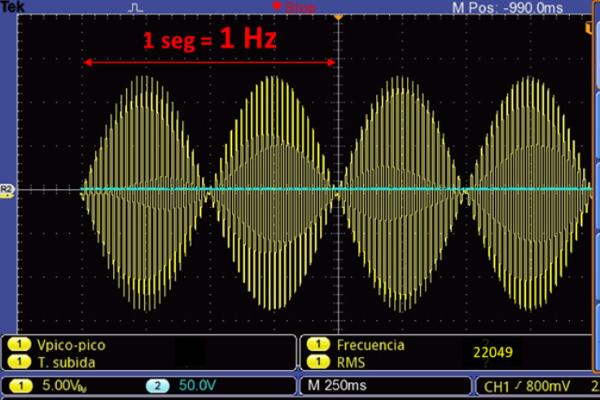 Tek
Stop
M Pos: -990.0ms
1 seg = 1 Hz
R2
1 Vpico-pico
1 T. subida
1 Frecuencia
1 RMS
22049
1 5.00V
2 50.0V
M 250ms
CH1 800mV